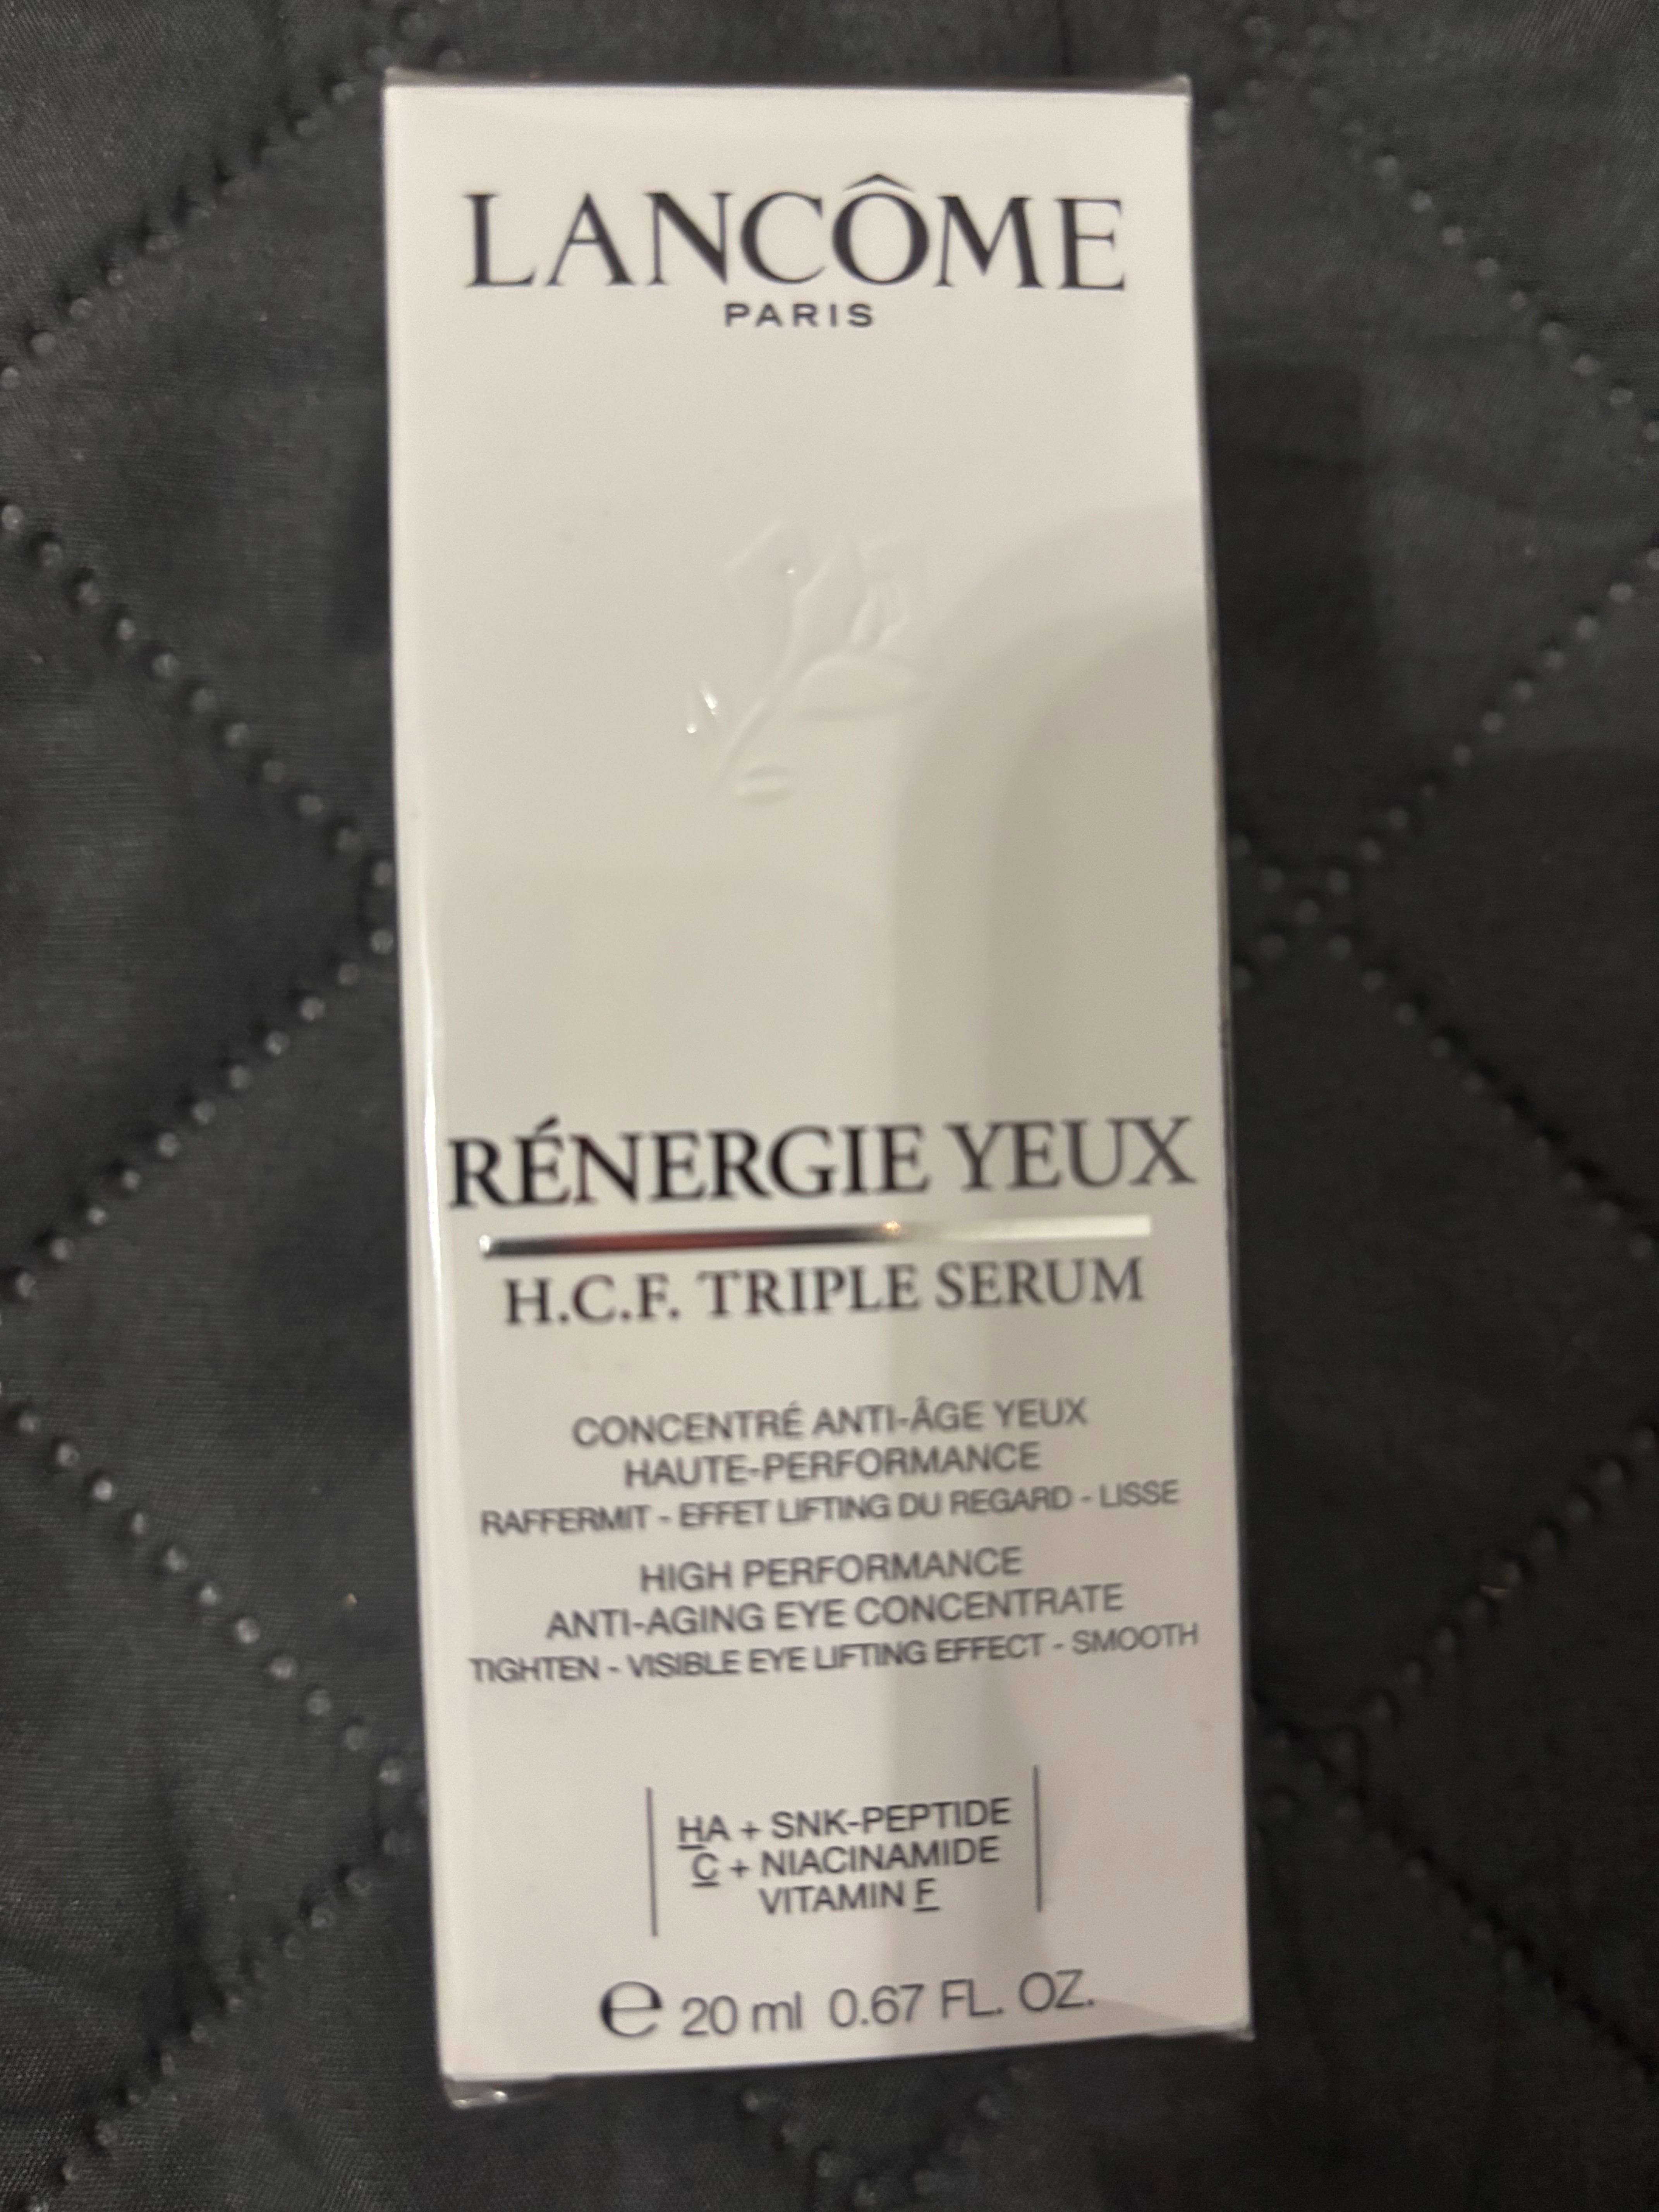 LANCÔME
PARIS
RÉNERGIE YEUX
H.C.F. TRIPLE SERUM
CONCENTRÉ ANTI-ÂGE YEUX
HAUTE-PERFORMANCE
RAFFERMIT - EFFET LIFTING DU REGARD - LISSE
HIGH PERFORMANCE
ANTI-AGING EYE CONCENTRATE
TIGHTEN - VISIBLE EYE LIFTING EFFECT - SMOOTH
HA + SNK-PEPTIDE
C + NIACINAMIDE
VITAMIN F
℮ 20 ml 0.67 FL. OZ.